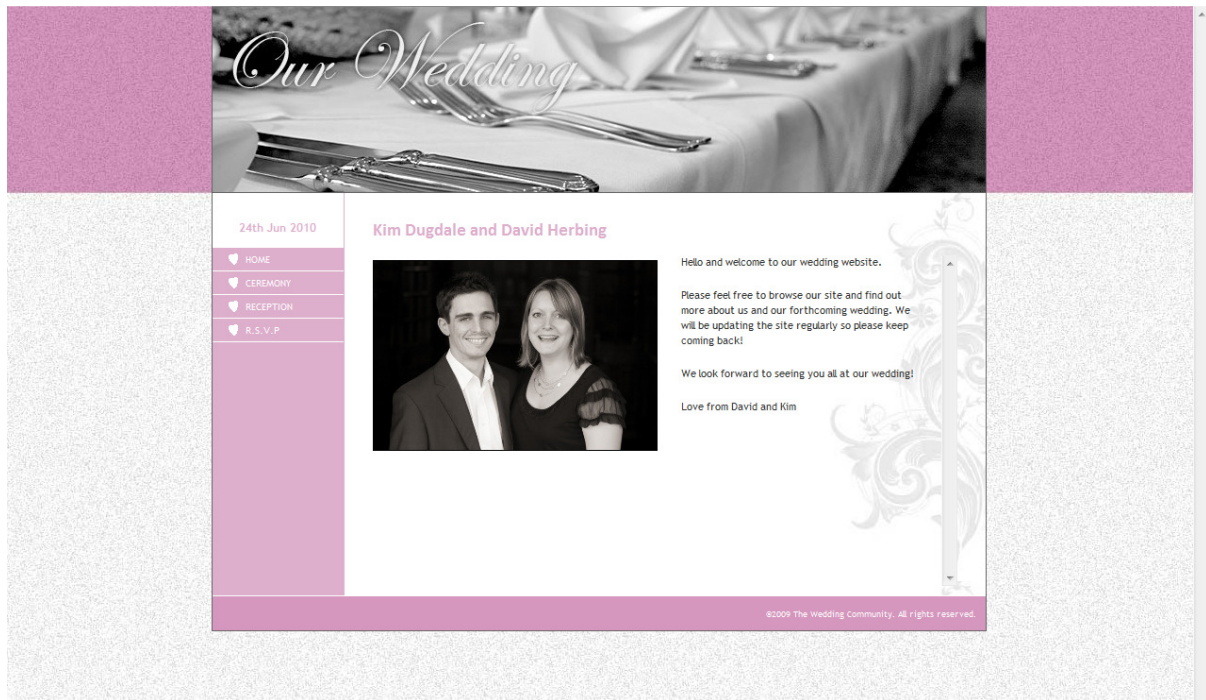 Our Wedding
24th Jun 2010
HOME
CEREMONY
RECEPTION
R.S.V.P
Kim Dugdale and David Herbing
Hello and welcome to our wedding website.
Please feel free to browse our site and find out
more about us and our forthcoming wedding. We
will be updating the site regularly so please keep
coming back!
We look forward to seeing you all at our wedding!
Love from David and Kim
©2009 The Wedding Community. All rights reserved.